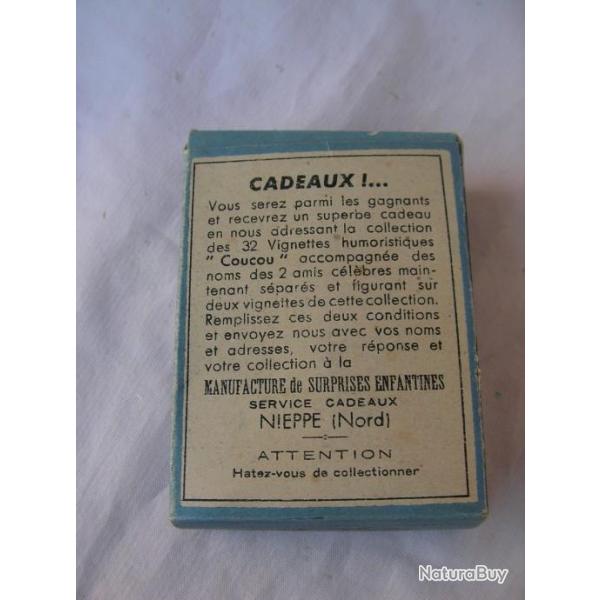 CADEAUX !...
Vous serez parmi les gagnants
et recevrez un superbe cadeau
en nous adressant la collection
des 32 Vignettes humoristiques
" Coucou " accompagnée des
noms des 2 amis célèbres main-
tenant séparés et figurant sur
deux vignettes de cette collection.
Remplissez ces deux conditions
et envoyez nous avec vos noms
et adresses, votre réponse et
votre collection à la
MANUFACTURE de SURPRISES ENFANTINES
SERVICE CADEAUX
NIEPPE (Nord)
ATTENTION
Hatez-vous de collectionner
NaturaBuy